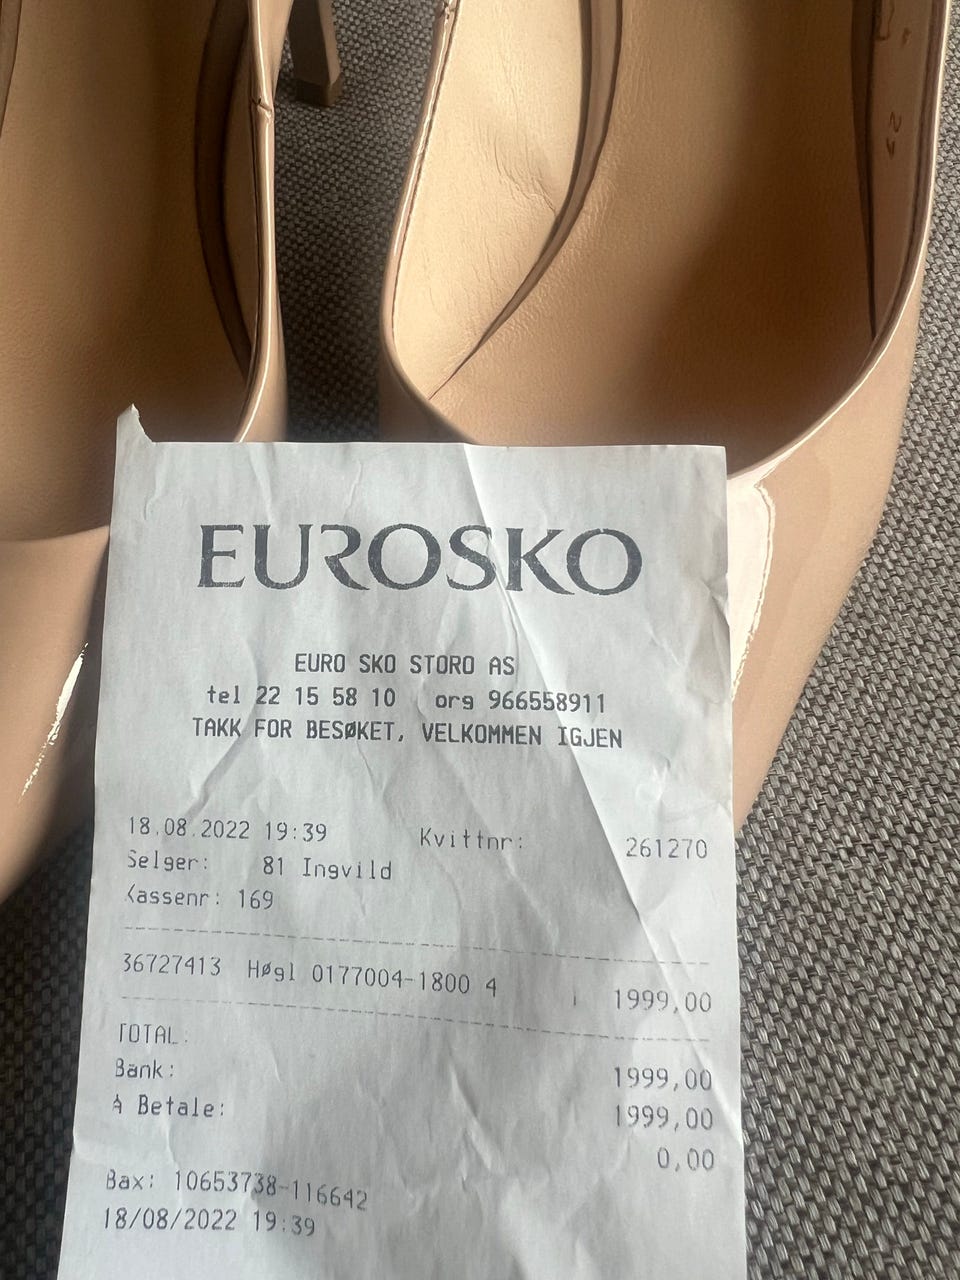 EUROSKO
EURO SKO STORO AS
tel 22 15 58 10 org 966558911
TAKK FOR BESØKET, VELKOMMEN IGJEN
18.08.2022 19:39 Kvittnr: 261270
Selger: 81 Ingvild
Kassenr: 169
36727413 Høgl 0177004-1800 4 1999,00
TOTAL: 1999,00
Bank: 1999,00
Å Betale: 0,00
Bax: 10653738-116642
18/08/2022 19:39